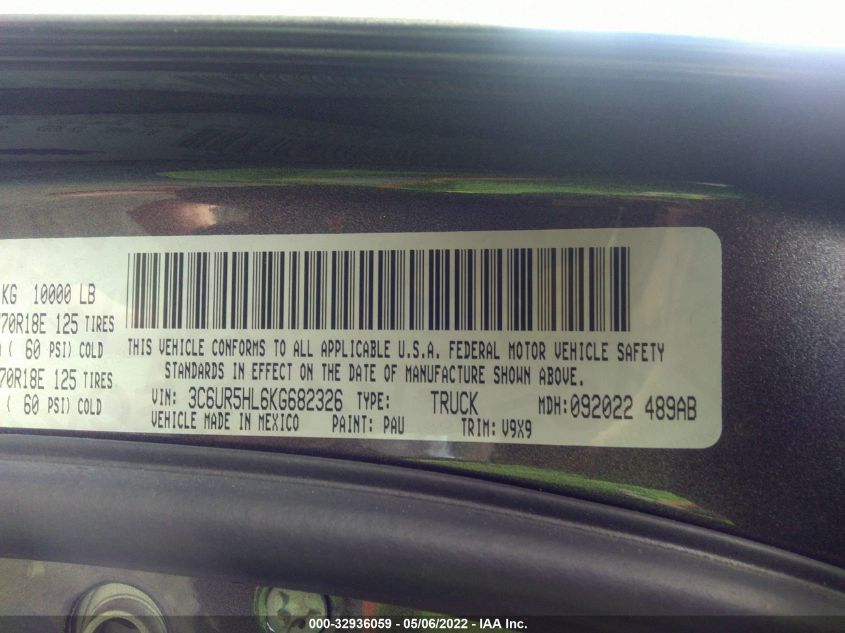 KG 10000 LB
70R18E 125 TIRES
( 60 PSI) COLD
70R18E 125 TIRES
( 60 PSI) COLD
THIS VEHICLE CONFORMS TO ALL APPLICABLE U.S.A. FEDERAL MOTOR VEHICLE SAFETY
STANDARDS IN EFFECT ON THE DATE OF MANUFACTURE SHOWN ABOVE.
VIN: 3C6UR5HL6KG682326 TYPE: TRUCK MDH:092022 489AB
VEHICLE MADE IN MEXICO PAINT: PAU TRIM: V9X9
000-32936059 - 05/06/2022 - IAA Inc.